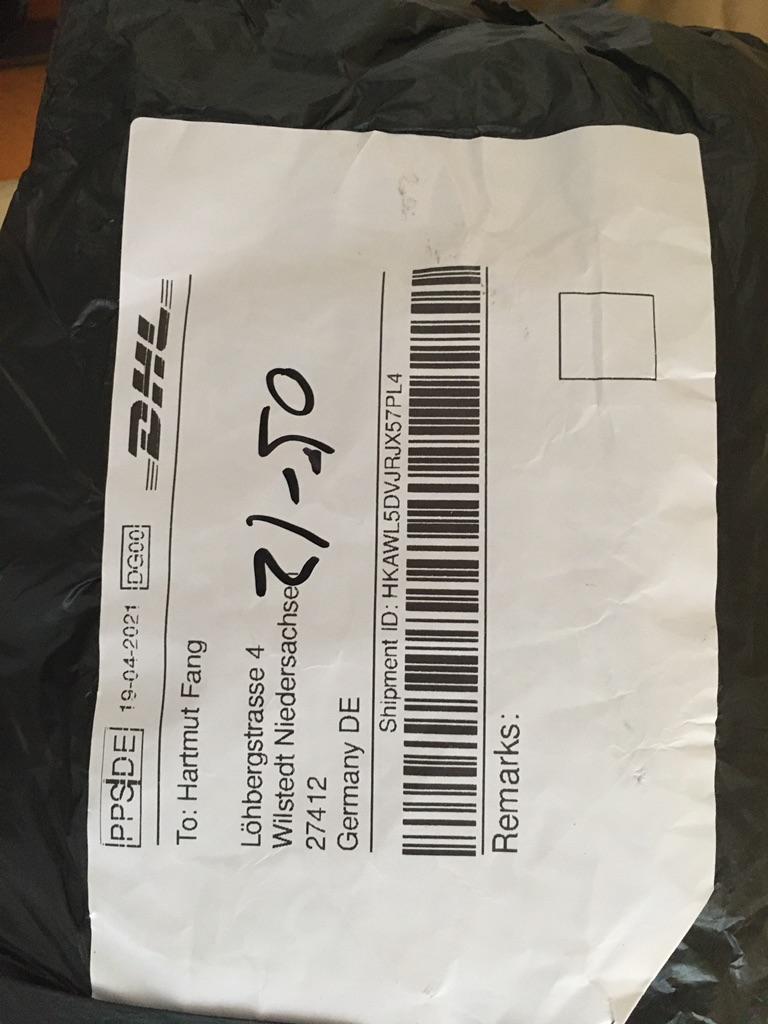 PPS DE 19-04-2021 DG00 DHL
To: Hartmut Fang
Löhbergstrasse 4
Wilstedt Niedersachse
27412
Germany DE
21-50
Shipment ID: HKAWL5DVJRJX57PL4
Remarks: